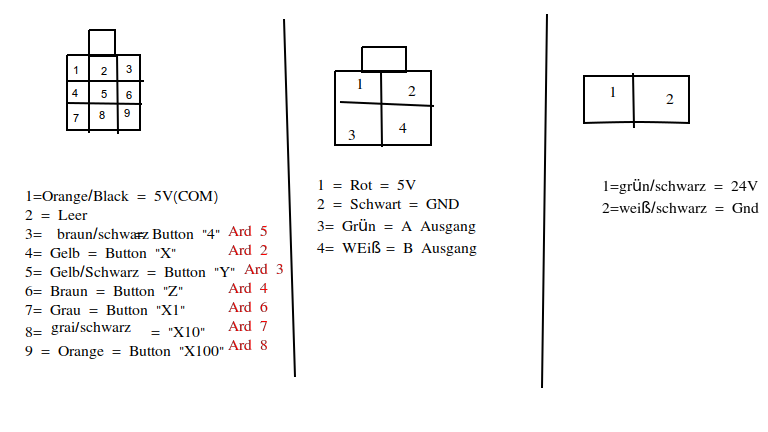 1 2 3
4 5 6
7 8 9
1=Orange/Black = 5V(COM)
2 = Leer
3= braun/schwarz = Button "4" Ard 5
4= Gelb = Button "X" Ard 2
5= Gelb/Schwarz = Button "Y" Ard 3
6= Braun = Button "Z" Ard 4
7= Grau = Button "X1" Ard 6
8= grai/schwarz = "X10" Ard 7
9 = Orange = Button "X100" Ard 8
1 2
3 4
1 = Rot = 5V
2 = Schwart = GND
3= Grün = A Ausgang
4= WEiß = B Ausgang
1 2
1=grün/schwarz = 24V
2=weiß/schwarz = Gnd